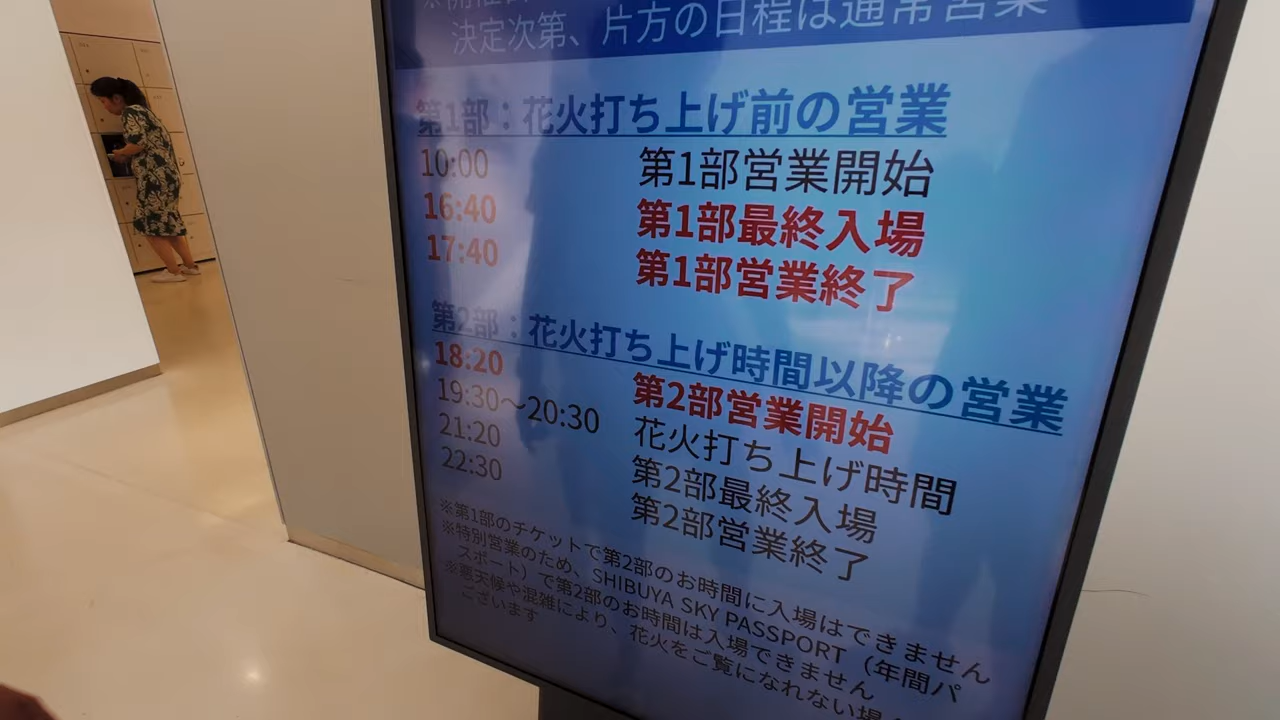 決定次第、片方の日程は通常営業
第1部：花火打ち上げ前の営業
10:00 第1部営業開始
16:40 第1部最終入場
17:40 第1部営業終了
第2部：花火打ち上げ時間以降の営業
18:20 第2部営業開始
19:30～20:30 花火打ち上げ時間
21:20 第2部最終入場
22:30 第2部営業終了
※第1部のチケットで第2部のお時間に入場はできません
※特別営業のため、SHIBUYA SKY PASSPORT（年間パ
スポート）で第2部のお時間は入場できません
※悪天候や混雑により、花火をご覧になれない場
ございます